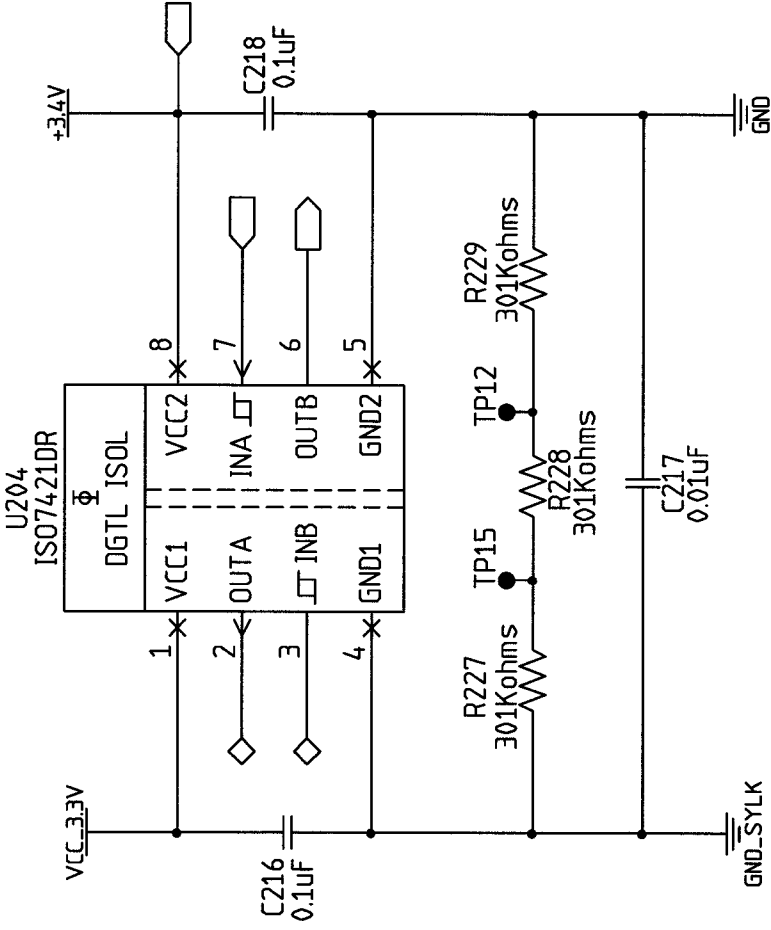 U204
ISO7421DR
DGTL ISOL
Φ
VCC_3.3V
+3.4V
1
VCC1
VCC2
8
2
OUTA
INA
7
3
INB
OUTB
6
4
GND1
GND2
5
C216
0.1uF
C218
0.1uF
R227
301Kohms
TP15
R228
301Kohms
TP12
R229
301Kohms
C217
0.01uF
GND_SYLK
GND